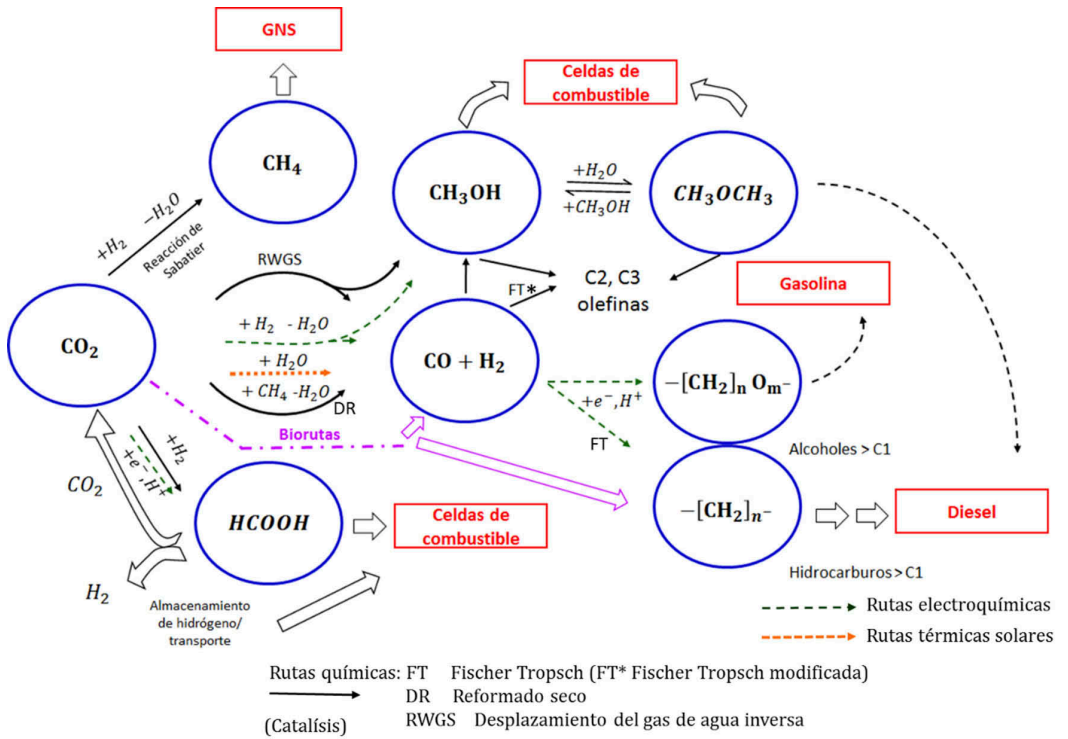 GNS
Celdas de
combustible
CH₄
CH₃OH
+H₂O
+CH₃OH
CH₃OCH₃
+H₂ −H₂O
Reacción de
Sabatier
RWGS
C2, C3
olefinas
FT*
Gasolina
+ H₂ - H₂O
CO₂
+ H₂O
CO + H₂
−[CH₂]ₙ Oₘ−
+ CH₄ -H₂O
DR
+e⁻,H⁺
FT
Biorutas
Alcoholes > C1
+H₂
+e⁻,H⁺
CO₂
HCOOH
Celdas de
combustible
−[CH₂]ₙ−
Diesel
H₂
Hidrocarburos > C1
Almacenamiento
de hidrógeno/
transporte
Rutas electroquímicas
Rutas térmicas solares
Rutas químicas: FT Fischer Tropsch (FT* Fischer Tropsch modificada)
DR Reformado seco
(Catalísis) RWGS Desplazamiento del gas de agua inversa